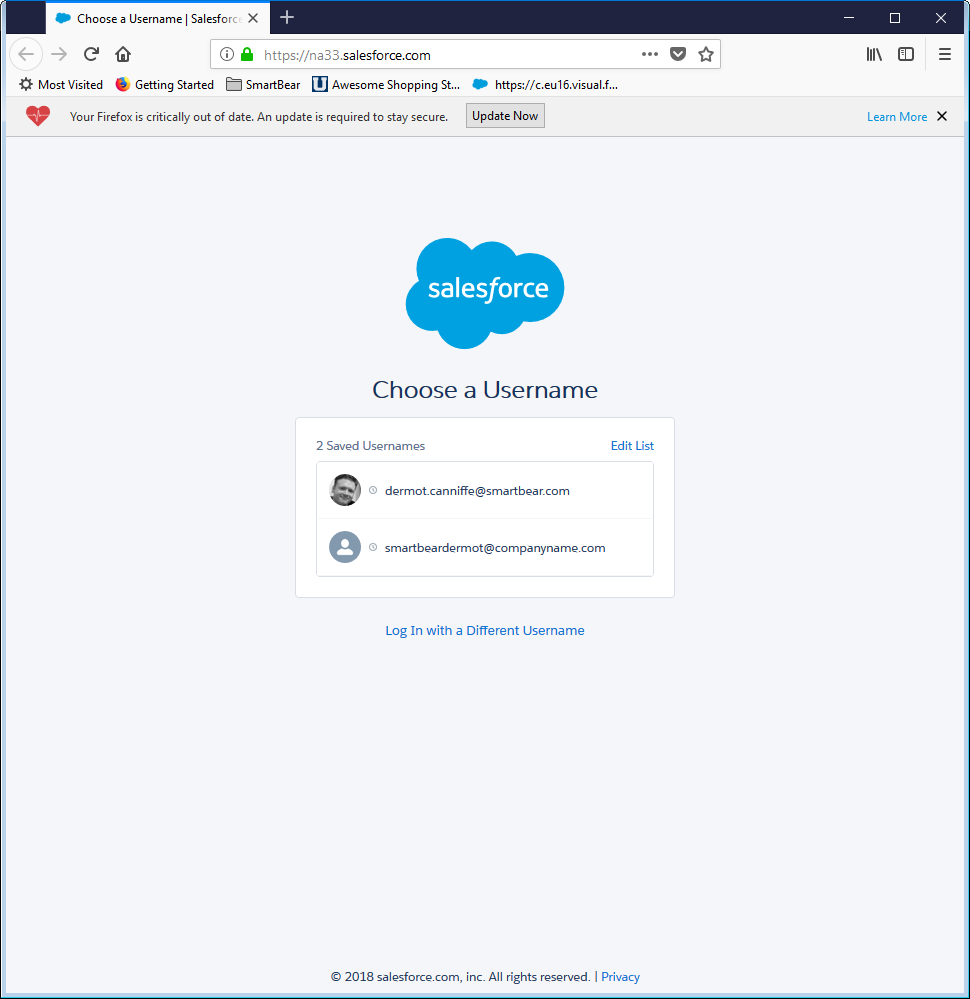 Choose a Username | Salesforc
https://na33.salesforce.com
Most Visited Getting Started SmartBear Awesome Shopping St... https://c.eu16.visual.f...
Your Firefox is critically out of date. An update is required to stay secure. Update Now Learn More
salesforce
Choose a Username
2 Saved Usernames Edit List
dermot.canniffe@smartbear.com
smartbeardermot@companyname.com
Log In with a Different Username
© 2018 salesforce.com, inc. All rights reserved. | Privacy